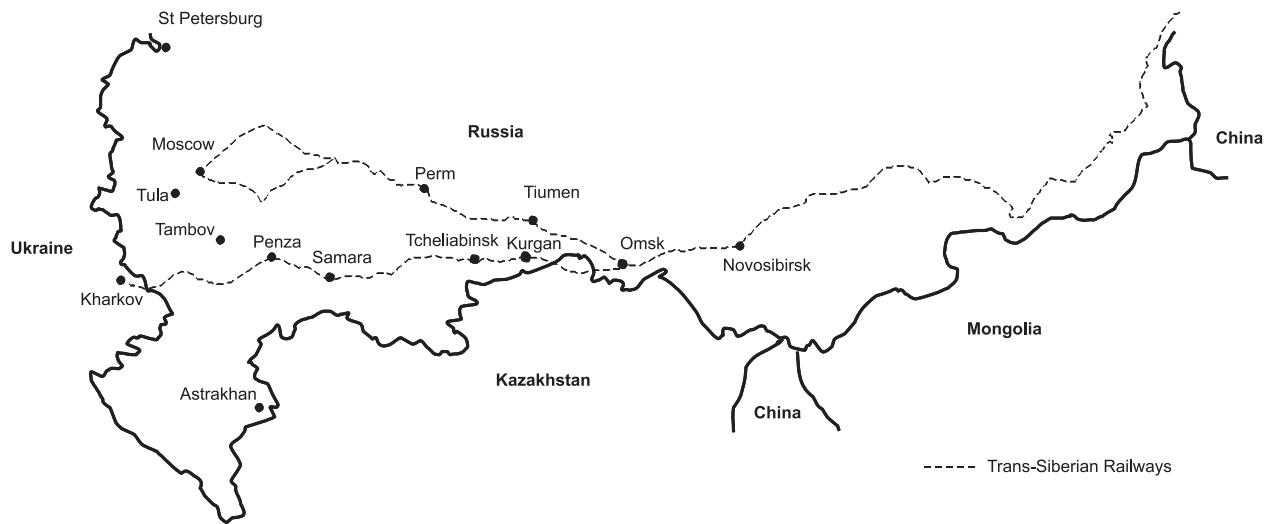 St Petersburg
Russia
Moscow
China
Perm
Tula
Tiumen
Tambov
Ukraine
Penza
Tcheliabinsk
Kurgan
Omsk
Samara
Novosibirsk
Kharkov
Mongolia
Kazakhstan
Astrakhan
China
Trans-Siberian Railways